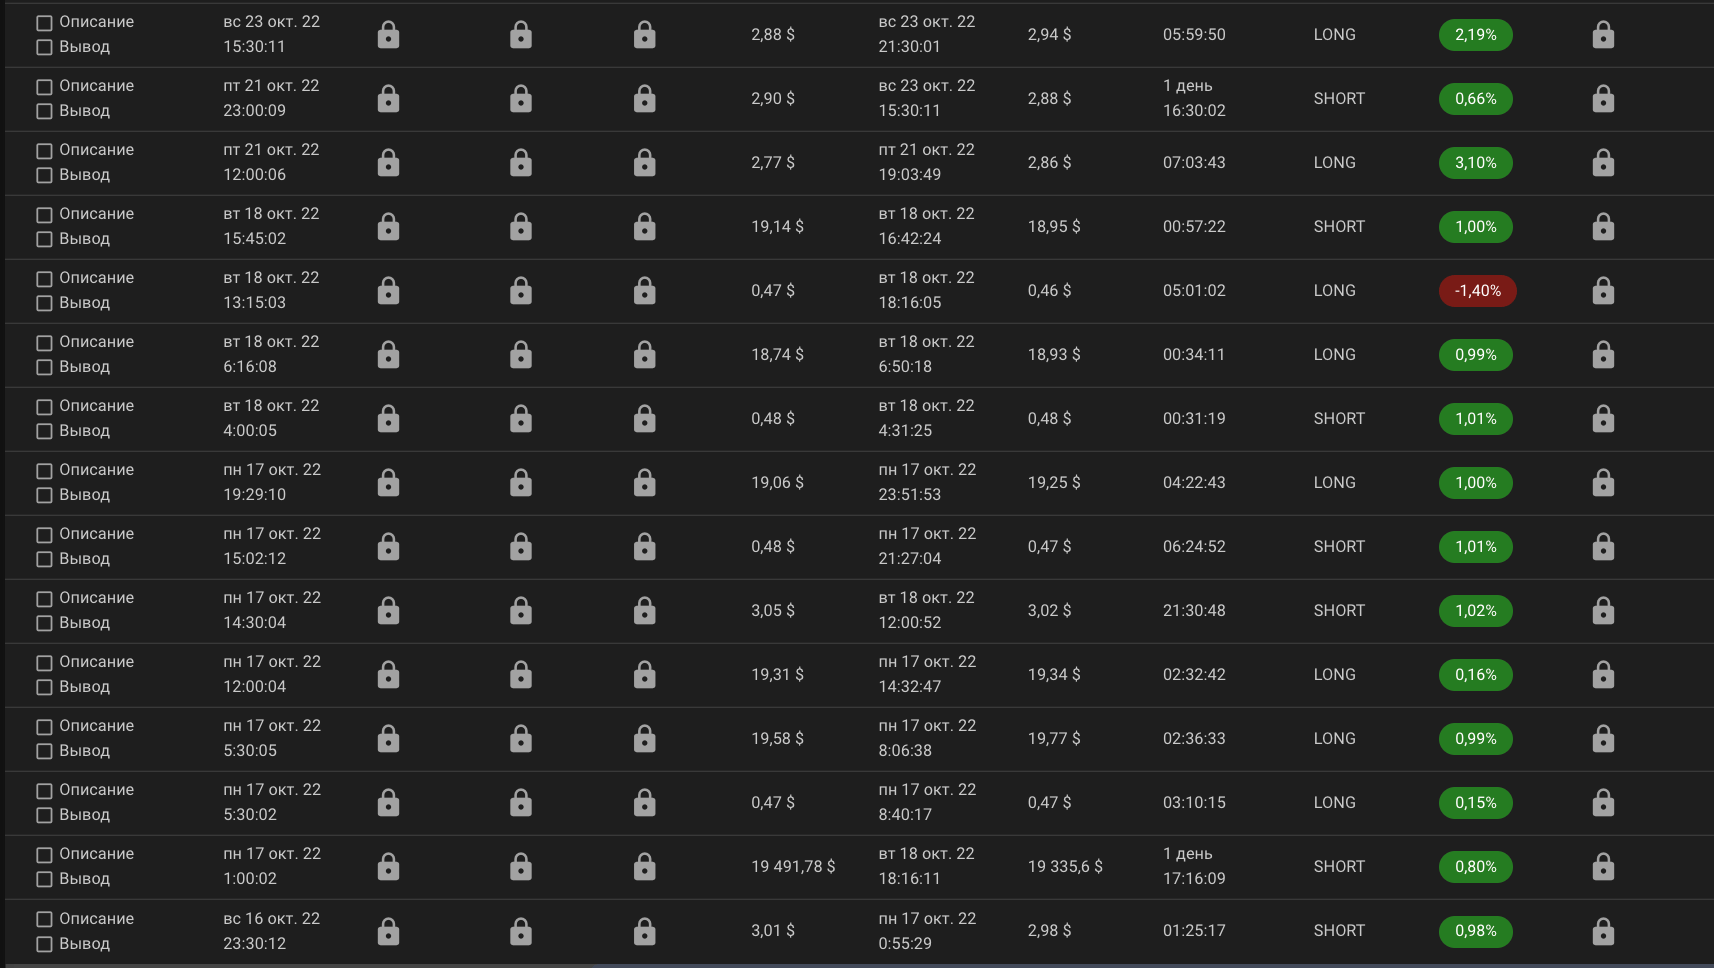 Описание вс 23 окт. 22 вс 23 окт. 22
2,88 $ 2,94 $ 05:59:50 LONG 2,19%
Вывод 15:30:11 21:30:01
Описание пт 21 окт. 22 вс 23 окт. 22 1 день
2,90 $ 2,88 $ SHORT 0,66%
Вывод 23:00:09 15:30:11 16:30:02
Описание пт 21 окт. 22 пт 21 окт. 22
2,77 $ 2,86 $ 07:03:43 LONG 3,10%
Вывод 12:00:06 19:03:49
Описание вт 18 окт. 22 вт 18 окт. 22
19,14 $ 18,95 $ 00:57:22 SHORT 1,00%
Вывод 15:45:02 16:42:24
Описание вт 18 окт. 22 вт 18 окт. 22
0,47 $ 0,46 $ 05:01:02 LONG -1,40%
Вывод 13:15:03 18:16:05
Описание вт 18 окт. 22 вт 18 окт. 22
18,74 $ 18,93 $ 00:34:11 LONG 0,99%
Вывод 6:16:08 6:50:18
Описание вт 18 окт. 22 вт 18 окт. 22
0,48 $ 0,48 $ 00:31:19 SHORT 1,01%
Вывод 4:00:05 4:31:25
Описание пн 17 окт. 22 пн 17 окт. 22
19,06 $ 19,25 $ 04:22:43 LONG 1,00%
Вывод 19:29:10 23:51:53
Описание пн 17 окт. 22 пн 17 окт. 22
0,48 $ 0,47 $ 06:24:52 SHORT 1,01%
Вывод 15:02:12 21:27:04
Описание пн 17 окт. 22 вт 18 окт. 22
3,05 $ 3,02 $ 21:30:48 SHORT 1,02%
Вывод 14:30:04 12:00:52
Описание пн 17 окт. 22 пн 17 окт. 22
19,31 $ 19,34 $ 02:32:42 LONG 0,16%
Вывод 12:00:04 14:32:47
Описание пн 17 окт. 22 пн 17 окт. 22
19,58 $ 19,77 $ 02:36:33 LONG 0,99%
Вывод 5:30:05 8:06:38
Описание пн 17 окт. 22 пн 17 окт. 22
0,47 $ 0,47 $ 03:10:15 LONG 0,15%
Вывод 5:30:02 8:40:17
Описание пн 17 окт. 22 вт 18 окт. 22 1 день
19 491,78 $ 19 335,6 $ SHORT 0,80%
Вывод 1:00:02 18:16:11 17:16:09
Описание вс 16 окт. 22 пн 17 окт. 22
3,01 $ 2,98 $ 01:25:17 SHORT 0,98%
Вывод 23:30:12 0:55:29